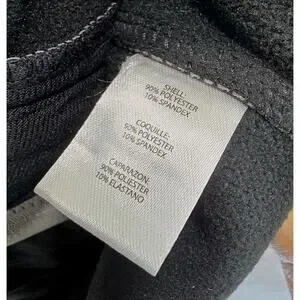 SHELL:
90% POLYESTER
10% SPANDEX
COQUILLE:
90% POLYESTER
10% SPANDEX
CAPARAZON:
90% POLIESTER
10% ELASTANO